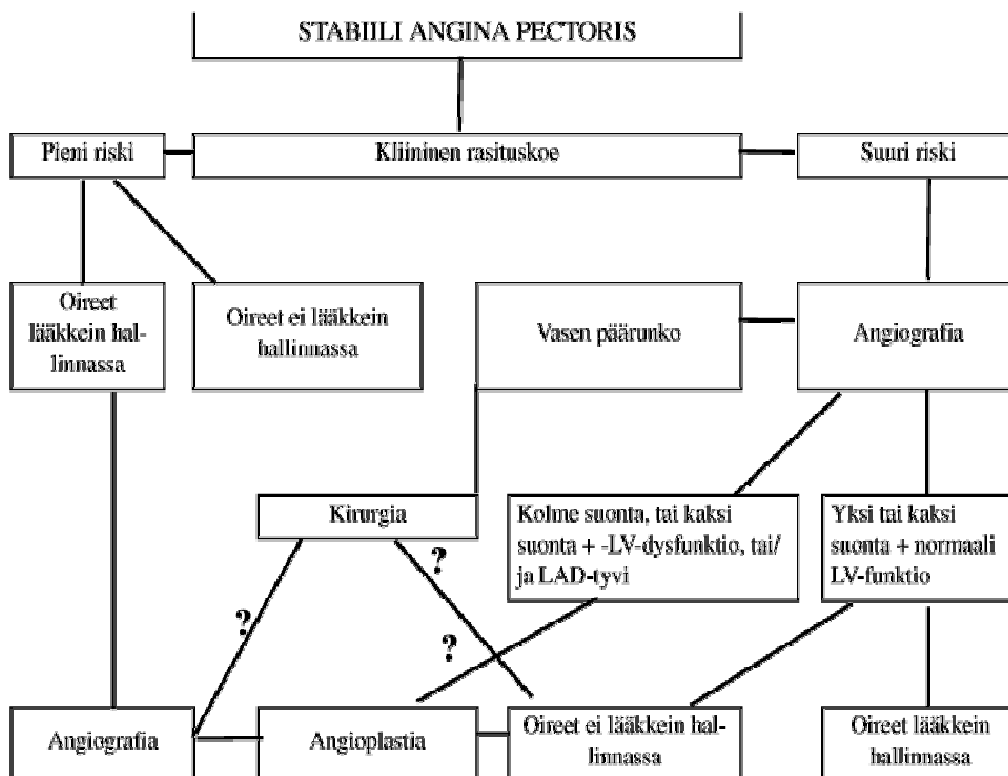 STABIILI ANGINA PECTORIS
Pieni riski
Kliininen rasituskoe
Suuri riski
Oireet
lääkkein hal-
linnassa
Oireet ei lääkkein
hallinnassa
Vasen päärunko
Angiografia
Kirurgia
Kolme suonta, tai kaksi
suonta + -LV-dysfunktio, tai/
ja LAD-tyvi
Yksi tai kaksi
suonta + normaali
LV-funktio
?
?
?
Angiografia
Angioplastia
Oireet ei lääkkein hal-
linnassa
Oireet lääkkein
hallinnassa